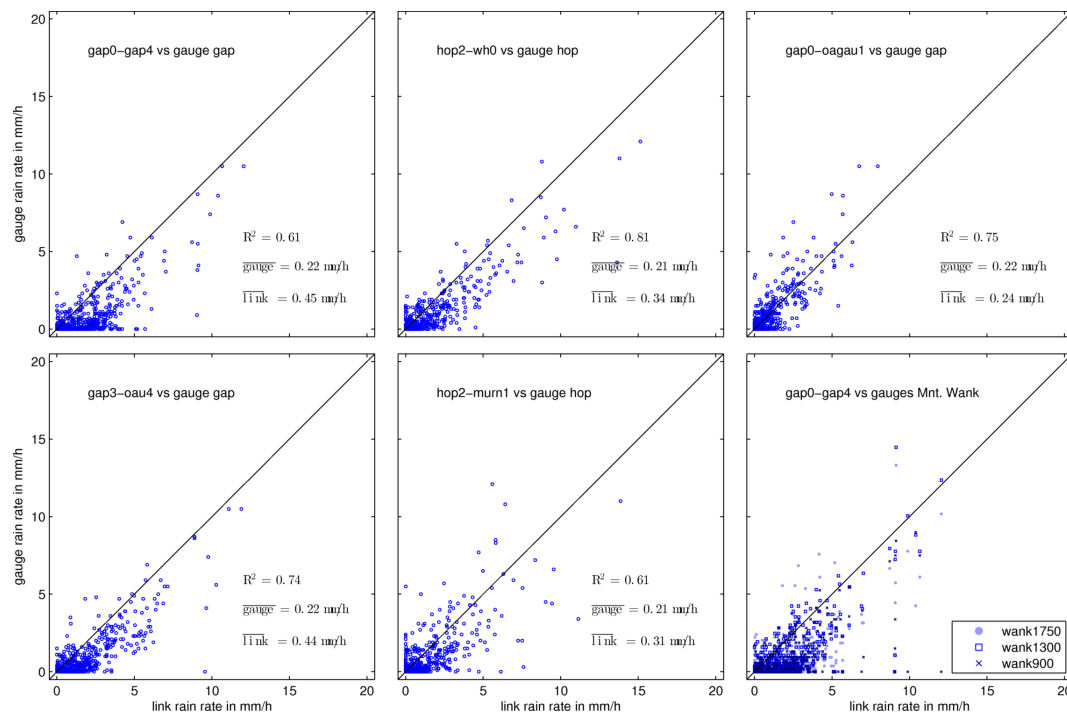 20
15
10
5
0
gauge rain rate in mm/h
gap0-gap4 vs gauge gap
R² = 0.61
gauge = 0.22 mm/h
link = 0.45 mm/h
hop2-wh0 vs gauge hop
R² = 0.81
gauge = 0.21 mm/h
link = 0.34 mm/h
gap0-oagau1 vs gauge gap
R² = 0.75
gauge = 0.22 mm/h
link = 0.24 mm/h
20
15
10
5
0
gauge rain rate in mm/h
gap3-oau4 vs gauge gap
R² = 0.74
gauge = 0.22 mm/h
link = 0.44 mm/h
0 5 10 15 20
link rain rate in mm/h
hop2-murn1 vs gauge hop
R² = 0.61
gauge = 0.21 mm/h
link = 0.31 mm/h
0 5 10 15 20
link rain rate in mm/h
gap0-gap4 vs gauges Mnt. Wank
wank1750
wank1300
wank900
0 5 10 15 20
link rain rate in mm/h